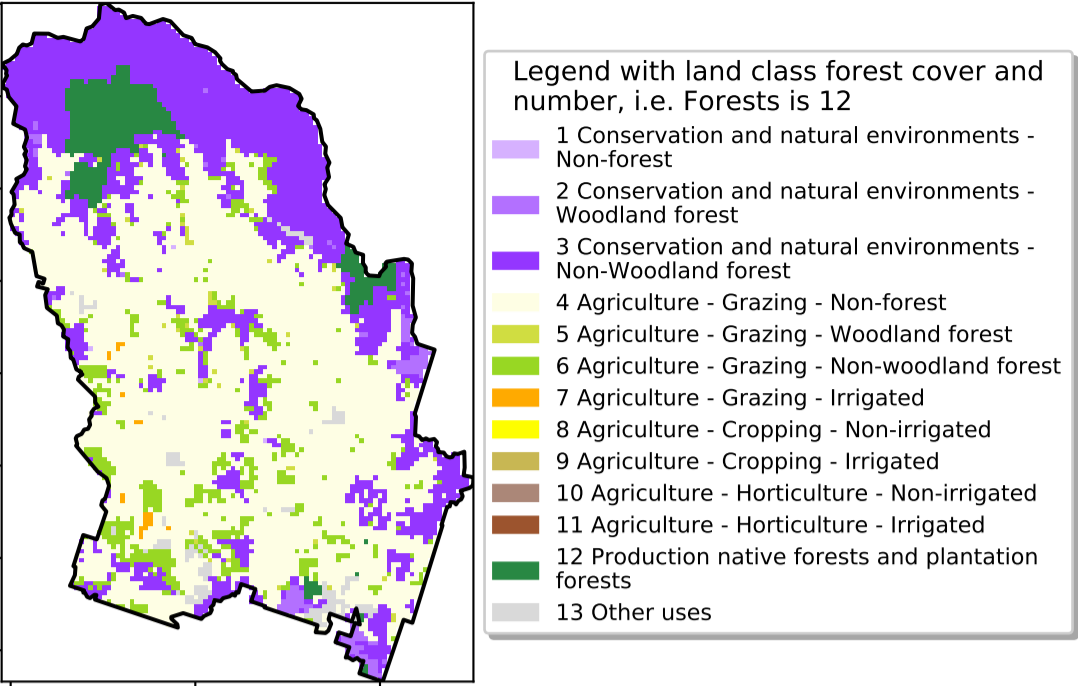 Legend with land class forest cover and
number, i.e. Forests is 12
1 Conservation and natural environments -
Non-forest
2 Conservation and natural environments -
Woodland forest
3 Conservation and natural environments -
Non-Woodland forest
4 Agriculture - Grazing - Non-forest
5 Agriculture - Grazing - Woodland forest
6 Agriculture - Grazing - Non-woodland forest
7 Agriculture - Grazing - Irrigated
8 Agriculture - Cropping - Non-irrigated
9 Agriculture - Cropping - Irrigated
10 Agriculture - Horticulture - Non-irrigated
11 Agriculture - Horticulture - Irrigated
12 Production native forests and plantation
forests
13 Other uses